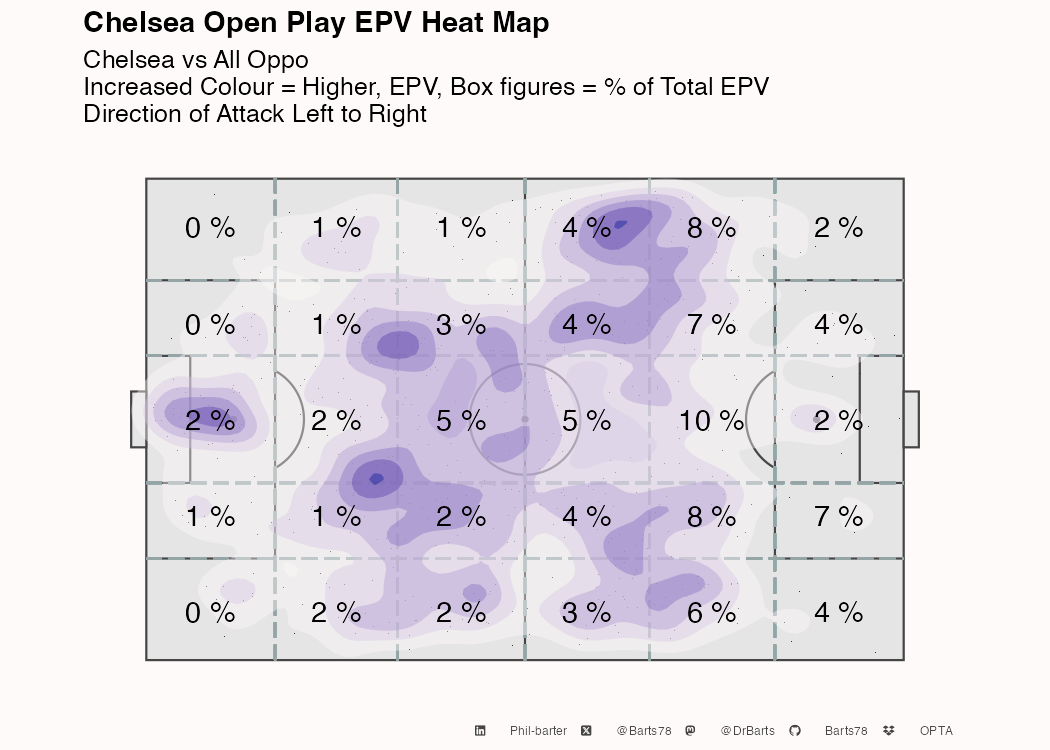 Chelsea Open Play EPV Heat Map
Chelsea vs All Oppo
Increased Colour = Higher, EPV, Box figures = % of Total EPV
Direction of Attack Left to Right
0 % 1 % 1 % 4 % 8 % 2 %
0 % 1 % 3 % 4 % 7 % 4 %
2 % 2 % 5 % 5 % 10 % 2 %
1 % 1 % 2 % 4 % 8 % 7 %
0 % 2 % 2 % 3 % 6 % 4 %
Phil-barter @Barts78 @DrBarts Barts78 OPTA